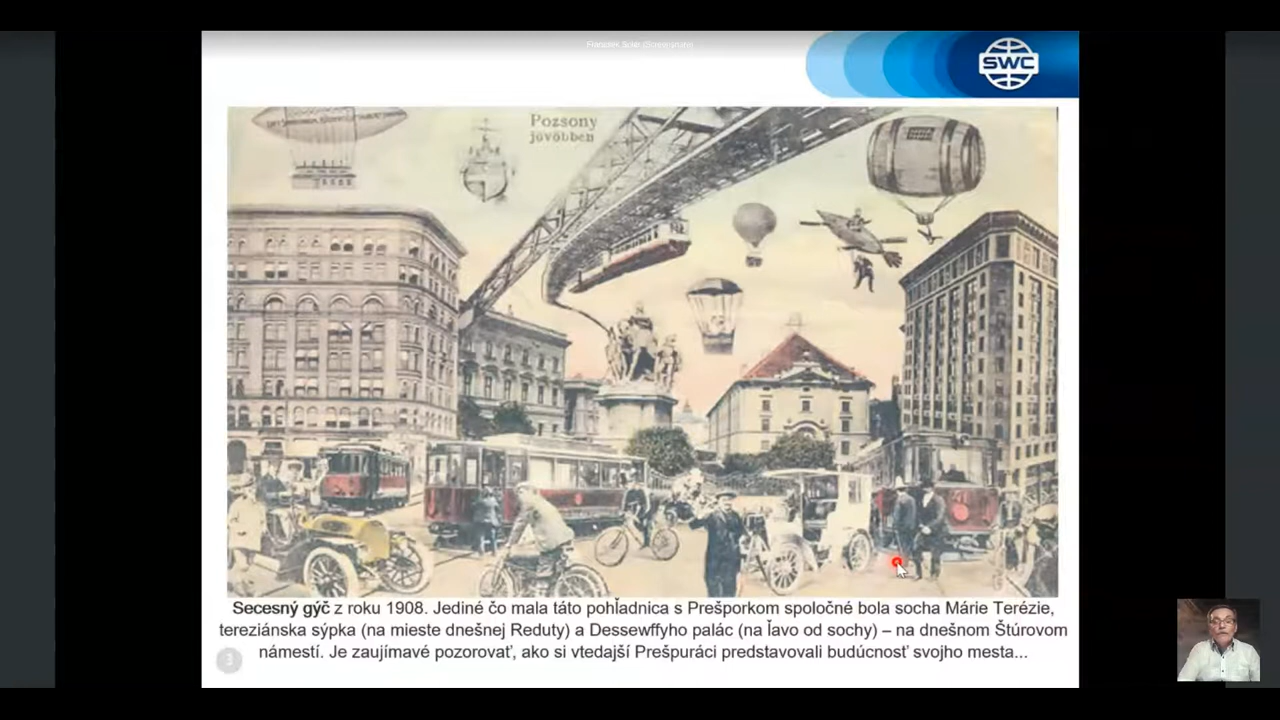 SWC
Pozsony
jövőbben
Secesný gýč z roku 1908. Jediné čo mala táto pohľadnica s Prešporkom spoločné bola socha Márie Terézie,
tereziánska sýpka (na mieste dnešnej Reduty) a Dessewffyho palác (na ľavo od sochy) – na dnešnom Štúrovom
námestí. Je zaujímavé pozorovať, ako si vtedajší Prešpuráci predstavovali budúcnosť svojho mesta...
3